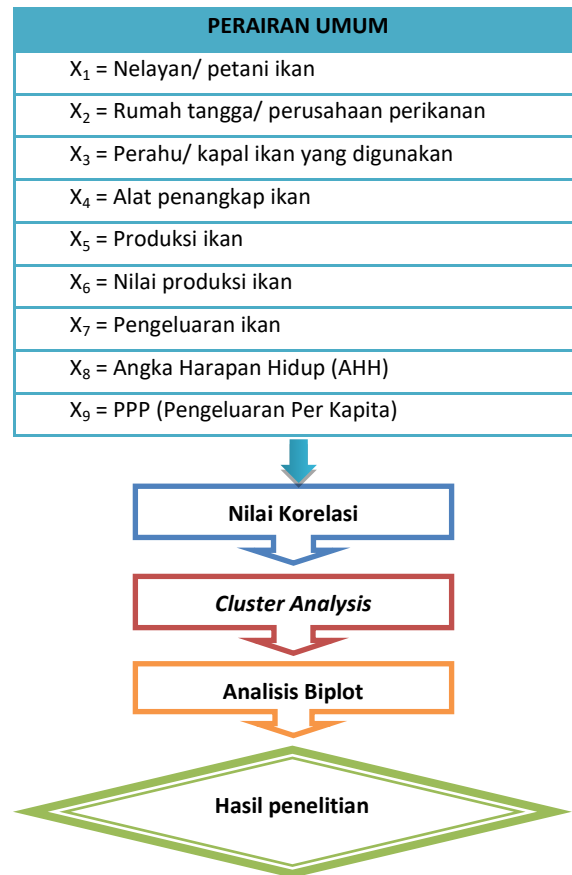 PERAIRAN UMUM
X₁ = Nelayan/ petani ikan
X₂ = Rumah tangga/ perusahaan perikanan
X₃ = Perahu/ kapal ikan yang digunakan
X₄ = Alat penangkap ikan
X₅ = Produksi ikan
X₆ = Nilai produksi ikan
X₇ = Pengeluaran ikan
X₈ = Angka Harapan Hidup (AHH)
X₉ = PPP (Pengeluaran Per Kapita)
Nilai Korelasi
Cluster Analysis
Analisis Biplot
Hasil penelitian